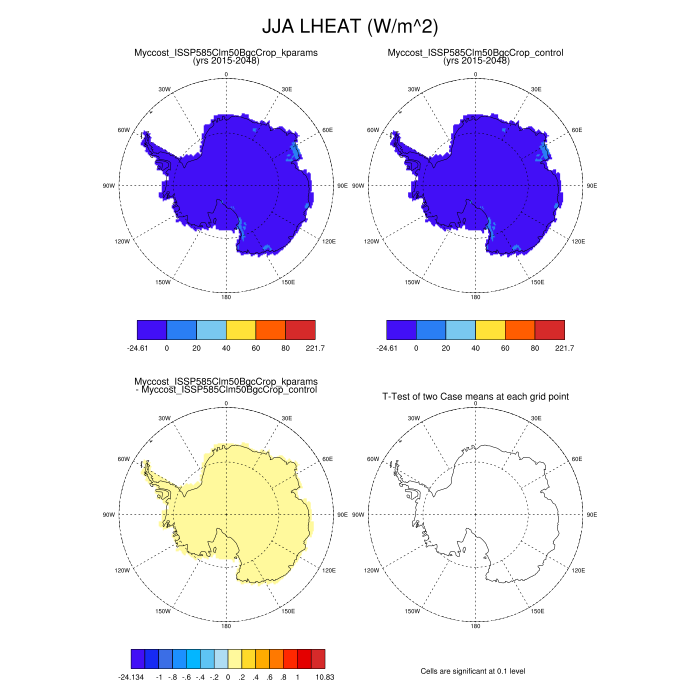 JJA LHEAT (W/m^2)
Myccost_ISSP585Clm50BgcCrop_kparams
(yrs 2015-2048)
0
30E
60E
90E
120E
150E
180
150W
120W
90W
60W
30W
-24.61 0 20 40 60 80 221.7
Myccost_ISSP585Clm50BgcCrop_control
(yrs 2015-2048)
0
30E
60E
90E
120E
150E
180
150W
120W
90W
60W
30W
-24.61 0 20 40 60 80 221.7
Myccost_ISSP585Clm50BgcCrop_kparams
- Myccost_ISSP585Clm50BgcCrop_control
0
30E
60E
90E
120E
150E
180
150W
120W
90W
60W
30W
-24.134 -1 -.8 -.6 -.4 -.2 0 .2 .4 .6 .8 1 10.83
T-Test of two Case means at each grid point
0
30E
60E
90E
120E
150E
180
150W
120W
90W
60W
30W
Cells are significant at 0.1 level